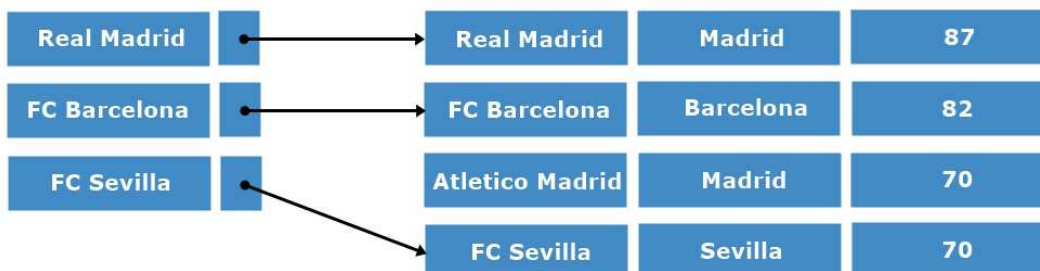 Real Madrid Real Madrid Madrid 87
FC Barcelona FC Barcelona Barcelona 82
FC Sevilla Atletico Madrid Madrid 70
FC Sevilla Sevilla 70